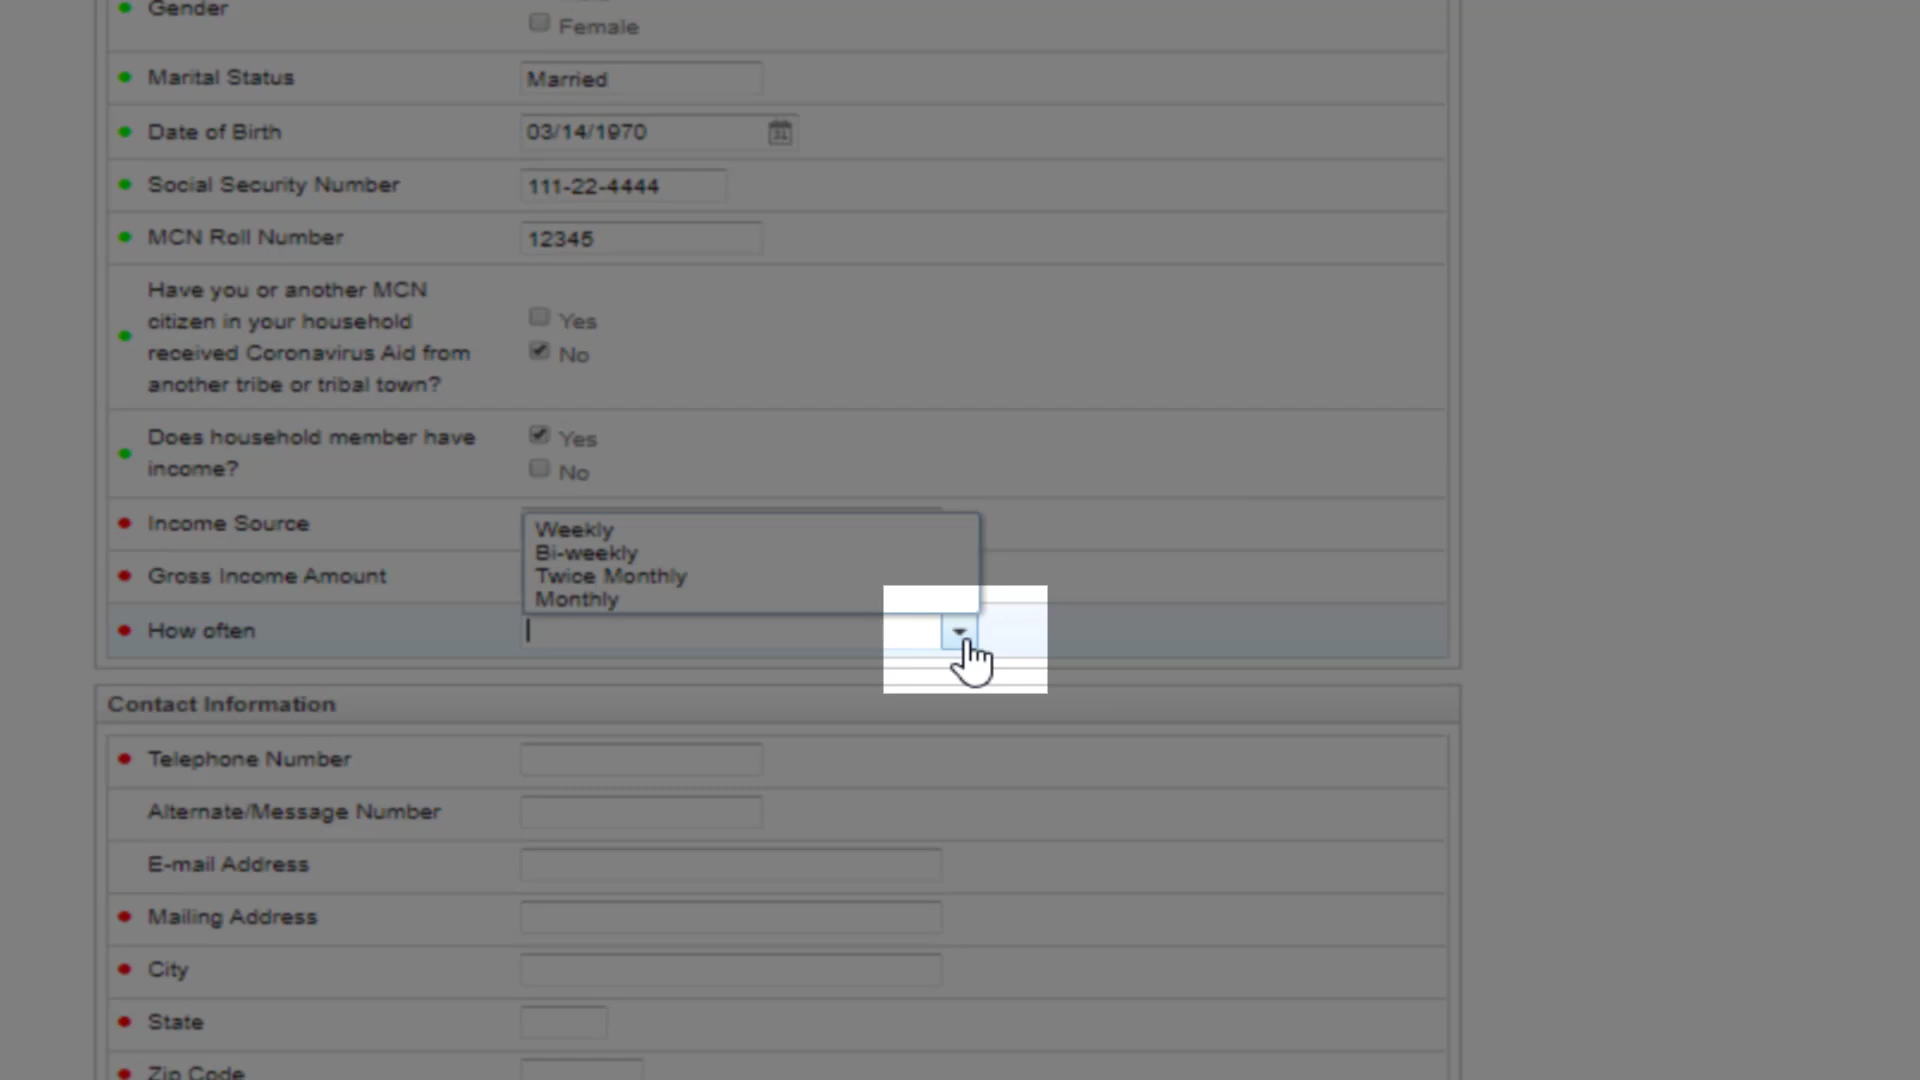 Gender
Female
Marital Status
Married
Date of Birth
03/14/1970
31
Social Security Number
111-22-4444
MCN Roll Number
12345
Have you or another MCN
citizen in your household
received Coronavirus Aid from
another tribe or tribal town?
Yes
No
Does household member have
income?
Yes
No
Income Source
Weekly
Bi-weekly
Gross Income Amount
Twice Monthly
Monthly
How often
Contact Information
Telephone Number
Alternate/Message Number
E-mail Address
Mailing Address
City
State
Zip Code